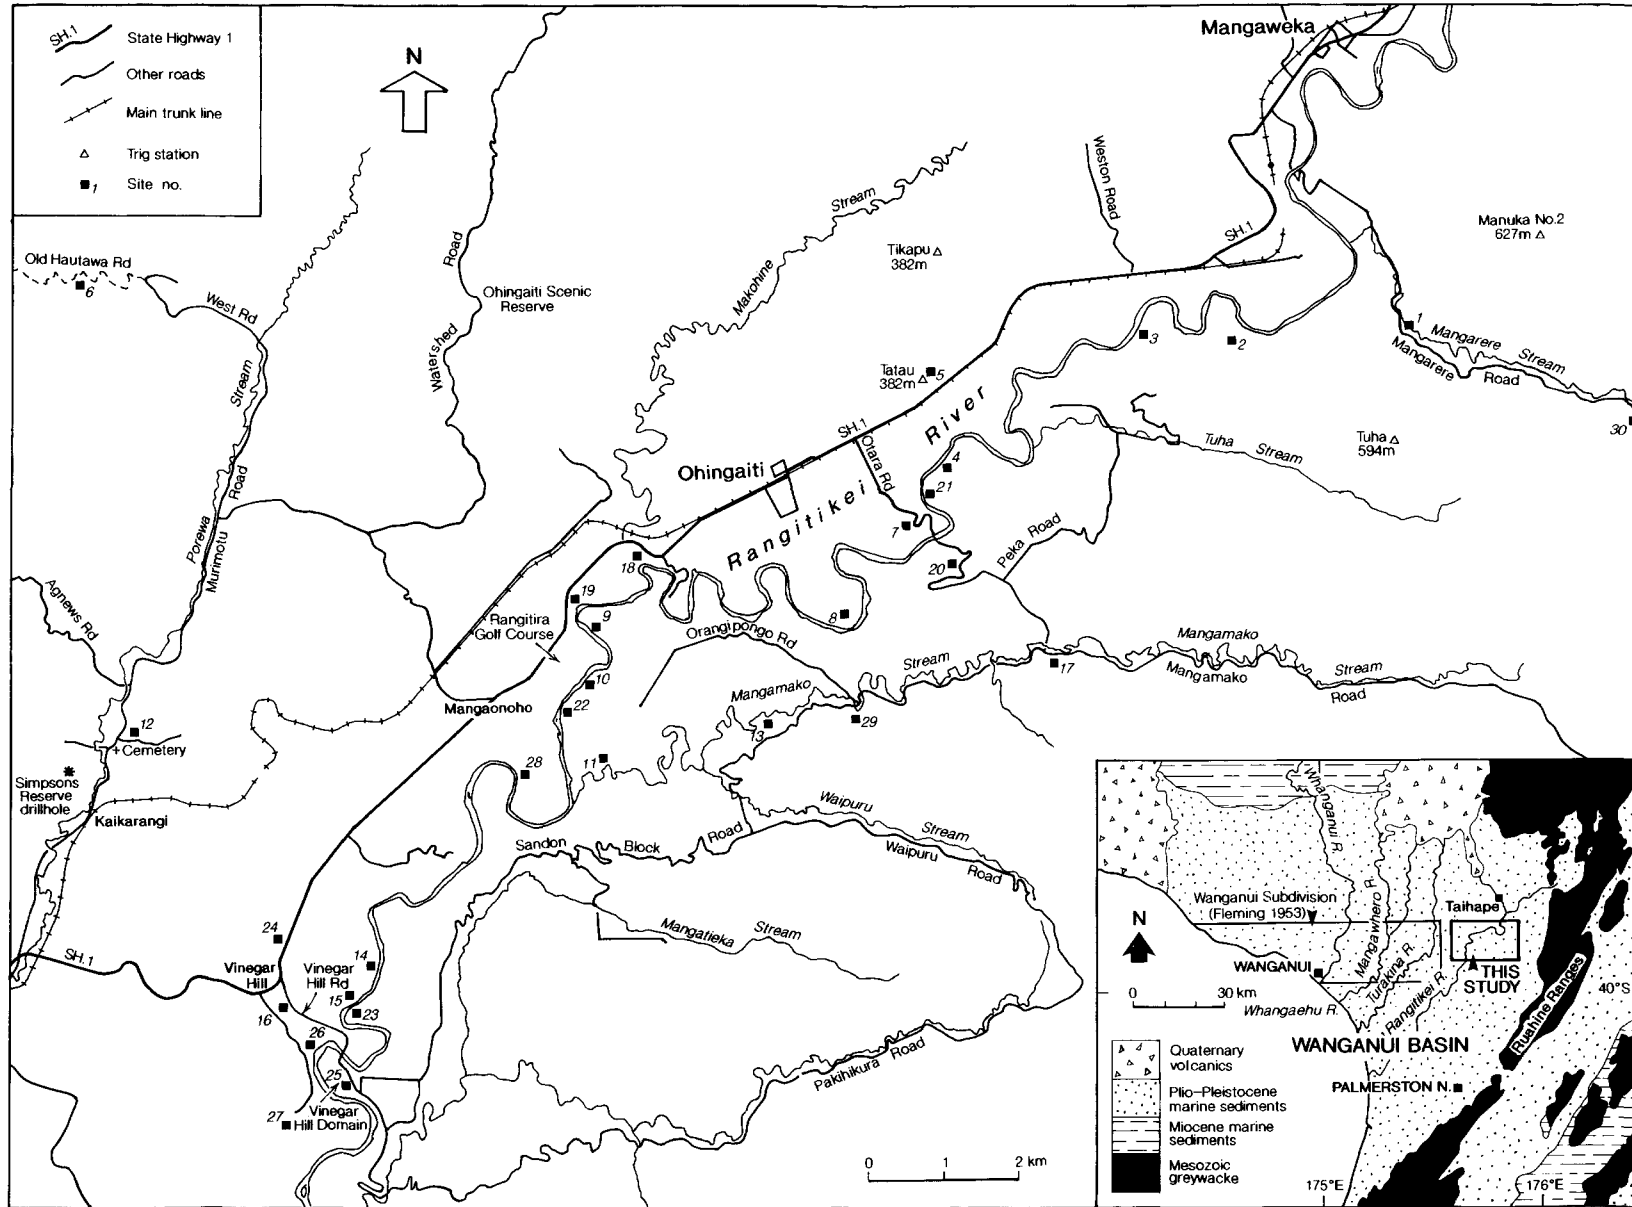 SH.1
State Highway 1
Other roads
Main trunk line
Trig station
1
Site no.
N
Mangaweka
Old Hautawa Rd
6
West Rd
Stream
Porewa
Murimotu
Road
Agnews Rd
Watershed
Road
Ohingaiti Scenic
Reserve
Makohine
Stream
Tikapu
382m
Weston Road
SH.1
Manuka No.2
627m
1
Mangarere Stream
Mangarere Road
30
3
2
Tatau
382m
5
SH.1
Otara Rd
Ohingaiti
Rangitikei River
4
21
7
20
Peka Road
Tuha Stream
Tuha
594m
18
19
Rangitira
Golf Course
9
8
Orangipongo Rd
10
22
Mangaonoho
Mangamako
Stream
13
29
17
Mangamako
Stream
Mangamako
Road
12
Cemetery
Simpsons
Reserve
drillhole
Kaikarangi
28
11
Waipuru
Stream
Waipuru
Road
Sandon Block Road
Mangatieka Stream
24
SH.1
Vinegar
Hill
Vinegar
Hill Rd
14
15
23
16
26
25
27
Vinegar
Hill Domain
Pakihikura Road
0 1 2 km
Whanganui R.
Wanganui Subdivision
(Fleming 1953)
Taihape
N
Mangawhero R.
Turakina R.
Rangitikei R.
WANGANUI
THIS
STUDY
0 30 km
Whangaehu R.
Ruahine Ranges
40°S
WANGANUI BASIN
PALMERSTON N.
Quaternary
volcanics
Plio-Pleistocene
marine sediments
Miocene marine
sediments
Mesozoic
greywacke
175°E
176°E